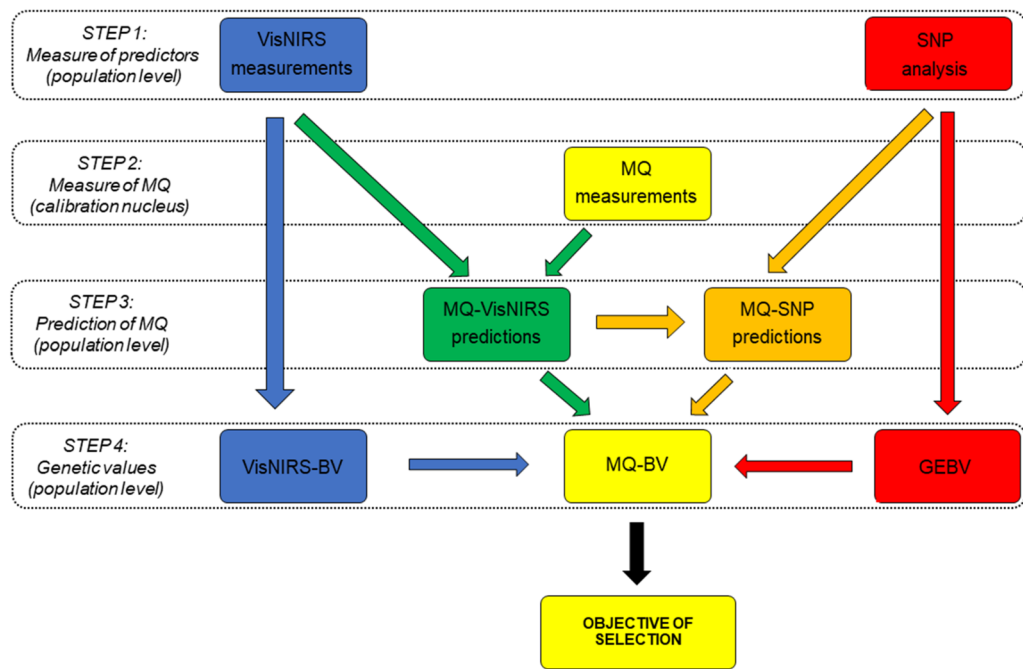 STEP 1:
Measure of predictors
(population level)
VisNIRS
measurements
SNP
analysis
STEP 2:
Measure of MQ
(calibration nucleus)
MQ
measurements
STEP 3:
Prediction of MQ
(population level)
MQ-VisNIRS
predictions
MQ-SNP
predictions
STEP 4:
Genetic values
(population level)
VisNIRS-BV
MQ-BV
GEBV
OBJECTIVE OF
SELECTION